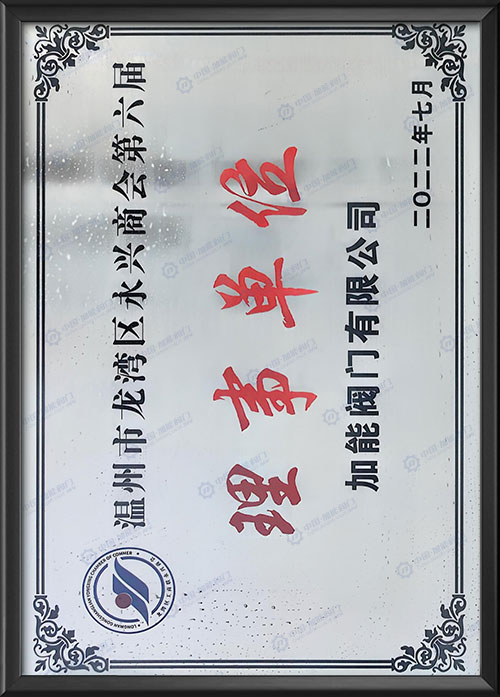 温州市龙湾区永兴商会第六届
理事单位
加能阀门有限公司
二〇二二年七月